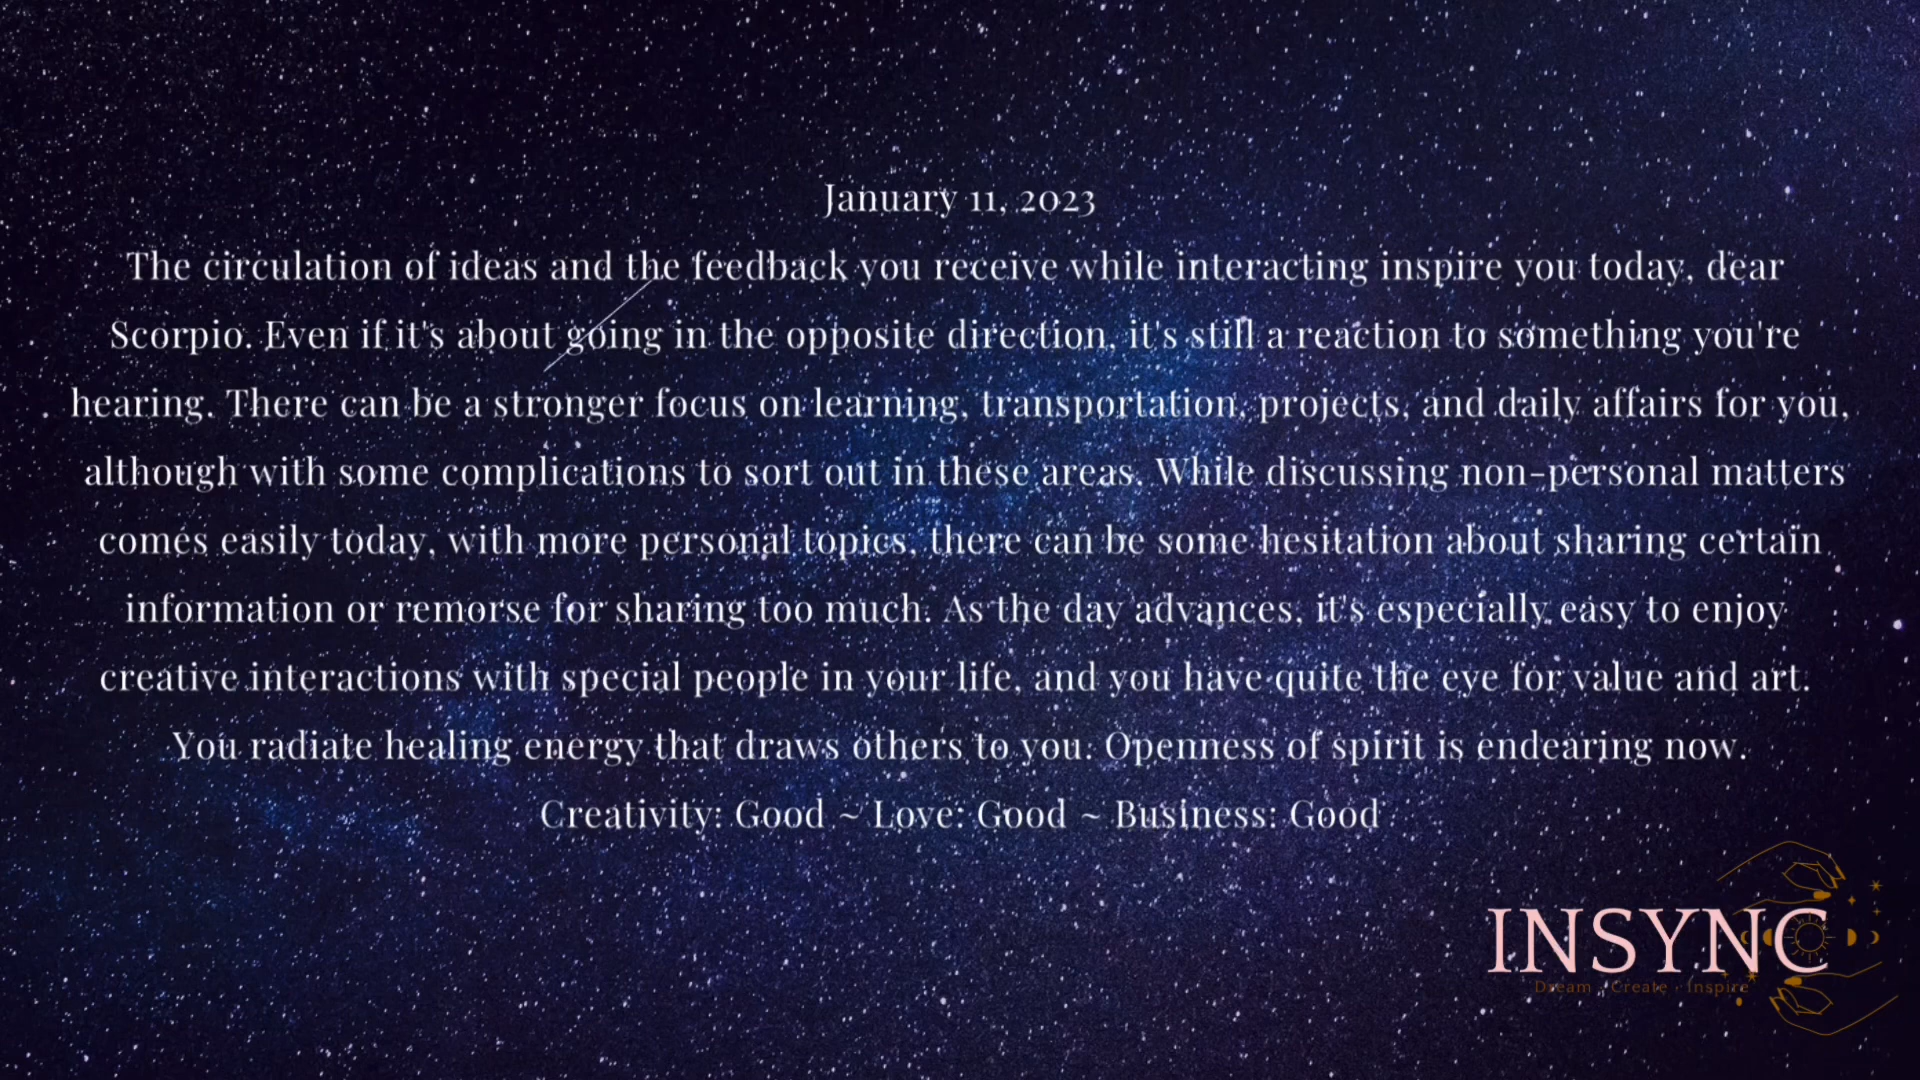 January 11, 2023
The circulation of ideas and the feedback you receive while interacting inspire you today, dear
Scorpio. Even if it's about going in the opposite direction, it's still a reaction to something you're
hearing. There can be a stronger focus on learning, transportation, projects, and daily affairs for you,
although with some complications to sort out in these areas. While discussing non-personal matters
comes easily today, with more personal topics, there can be some hesitation about sharing certain
information or remorse for sharing too much. As the day advances, it's especially easy to enjoy
creative interactions with special people in your life, and you have quite the eye for value and art.
You radiate healing energy that draws others to you. Openness of spirit is endearing now.
Creativity: Good ~ Love: Good ~ Business: Good
INSYNC
Dream · Create · Inspire